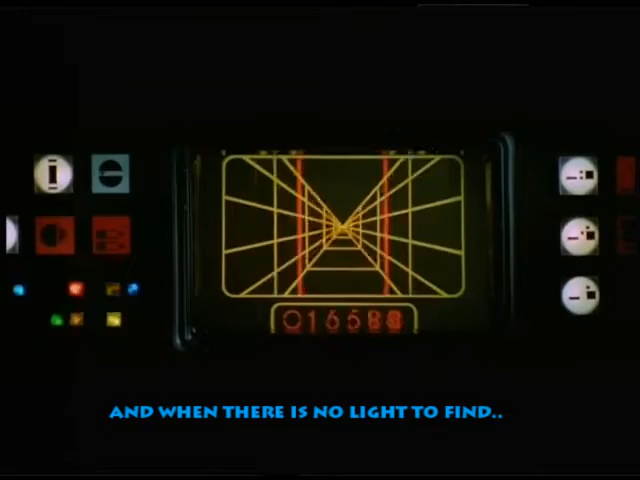 016588
AND WHEN THERE IS NO LIGHT TO FIND..